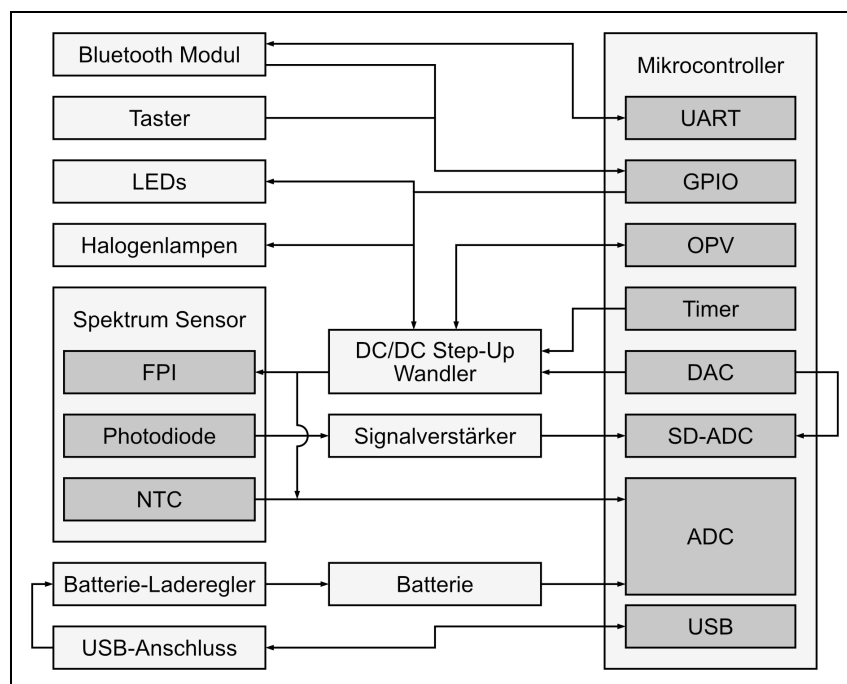 Bluetooth Modul
Taster
LEDs
Halogenlampen
Spektrum Sensor
FPI
Photodiode
NTC
Batterie-Laderegler
USB-Anschluss
DC/DC Step-Up
Wandler
Signalverstärker
Batterie
Mikrocontroller
UART
GPIO
OPV
Timer
DAC
SD-ADC
ADC
USB